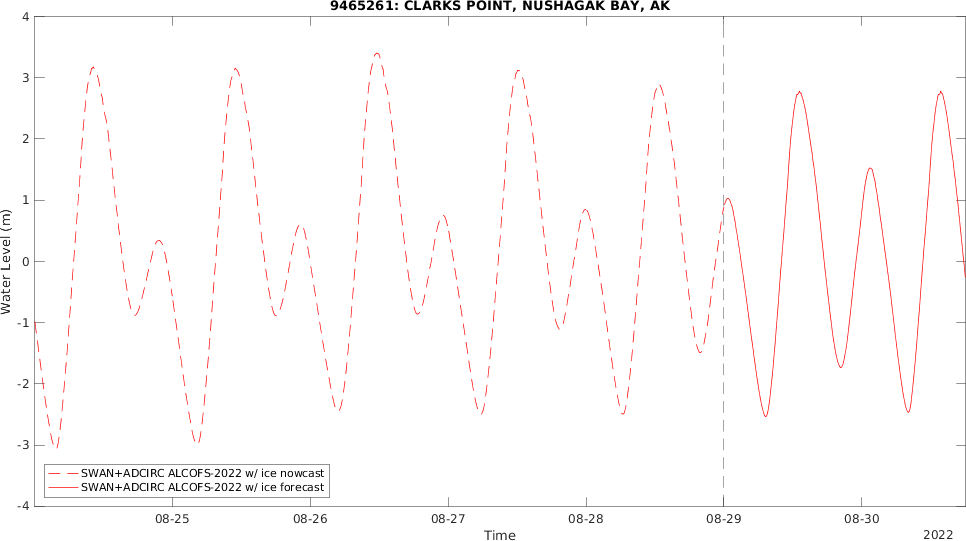 9465261: CLARKS POINT, NUSHAGAK BAY, AK
4
3
2
1
0
-1
-2
-3
-4
Water Level (m)
SWAN+ADCIRC ALCOFS-2022 w/ ice nowcast
SWAN+ADCIRC ALCOFS-2022 w/ ice forecast
08-25 08-26 08-27 08-28 08-29 08-30
Time
2022